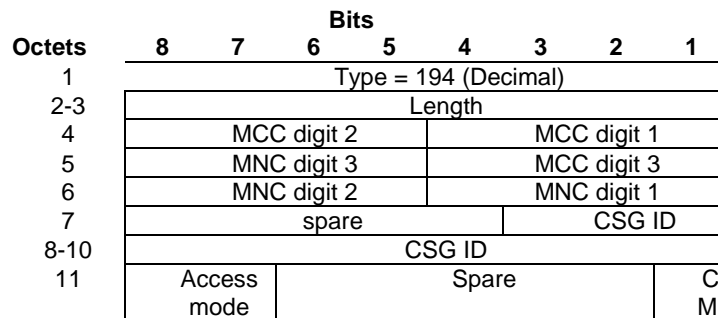 Bits
Octets 8 7 6 5 4 3 2 1
1 Type = 194 (Decimal)
2-3 Length
4 MCC digit 2 MCC digit 1
5 MNC digit 3 MCC digit 3
6 MNC digit 2 MNC digit 1
7 spare CSG ID
8-10 CSG ID
11 Access Spare C
mode M